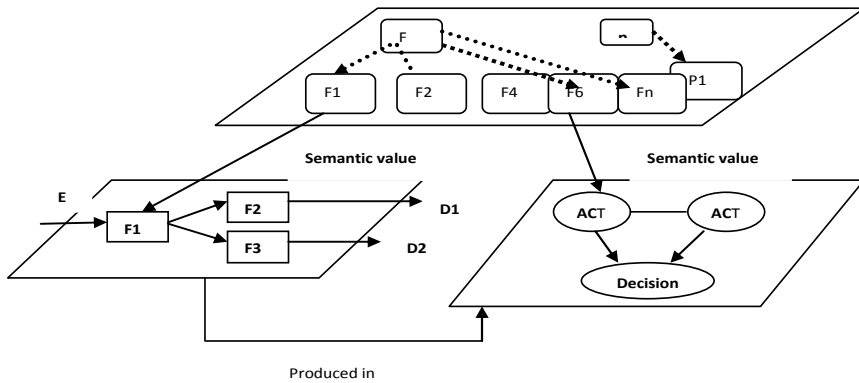 F
F1 F2 F4 F6 Fn P1
Semantic value Semantic value
E
F1 F2 D1
F3 D2
ACT ACT
Decision
Produced in